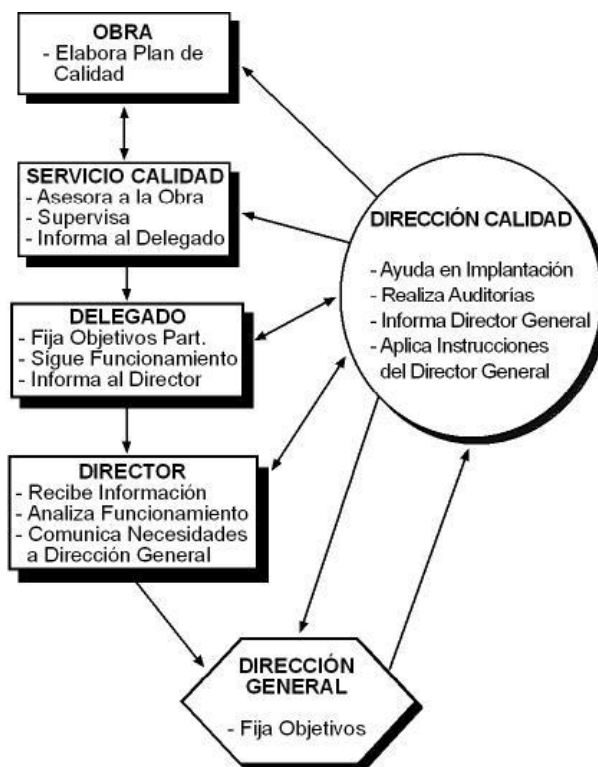 OBRA
- Elabora Plan de
Calidad
SERVICIO CALIDAD
- Asesora a la Obra
- Supervisa
- Informa al Delegado
DELEGADO
- Fija Objetivos Part.
- Sigue Funcionamiento
- Informa al Director
DIRECTOR
- Recibe Información
- Analiza Funcionamiento
- Comunica Necesidades
a Dirección General
DIRECCIÓN CALIDAD
- Ayuda en Implantación
- Realiza Auditorías
- Informa Director General
- Aplica Instrucciones
del Director General
DIRECCIÓN
GENERAL
- Fija Objetivos